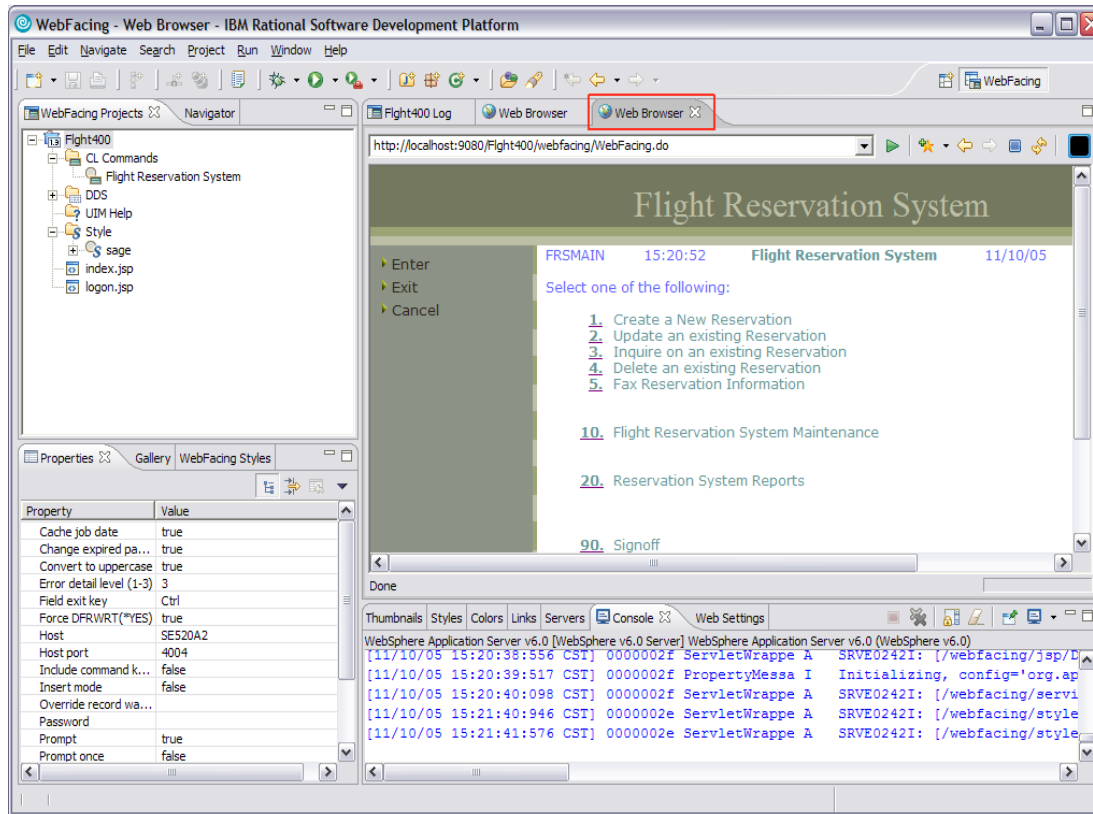 WebFacing - Web Browser - IBM Rational Software Development Platform
File Edit Navigate Search Project Run Window Help
WebFacing
WebFacing Projects Navigator
Flght400
CL Commands
Flight Reservation System
DDS
UIM Help
Style
sage
index.jsp
logon.jsp
Flght400 Log Web Browser Web Browser
http://localhost:9080/Flght400/webfacing/WebFacing.do
Flight Reservation System
Enter
Exit
Cancel
FRSMAIN 15:20:52 Flight Reservation System 11/10/05
Select one of the following:
1. Create a New Reservation
2. Update an existing Reservation
3. Inquire on an existing Reservation
4. Delete an existing Reservation
5. Fax Reservation Information
10. Flight Reservation System Maintenance
20. Reservation System Reports
90. Signoff
Done
Properties Gallery WebFacing Styles
Property Value
Cache job date true
Change expired pa... true
Convert to uppercase true
Error detail level (1-3) 3
Field exit key Ctrl
Force DFRWRT(*YES) true
Host SE520A2
Host port 4004
Include command k... false
Insert mode false
Override record wa...
Password
Prompt true
Prompt once false
Thumbnails Styles Colors Links Servers Console Web Settings
WebSphere Application Server v6.0 [WebSphere v6.0 Server] WebSphere Application Server v6.0 (WebSphere v6.0)
[11/10/05 15:20:38:556 CST] 0000002f ServletWrappe A SRVE0242I: [/webfacing/jsp/D
[11/10/05 15:20:39:517 CST] 0000002f PropertyMessa I Initializing, config='org.ap
[11/10/05 15:20:40:098 CST] 0000002f ServletWrappe A SRVE0242I: [/webfacing/servi
[11/10/05 15:21:40:946 CST] 0000002e ServletWrappe A SRVE0242I: [/webfacing/style
[11/10/05 15:21:41:576 CST] 0000002e ServletWrappe A SRVE0242I: [/webfacing/style